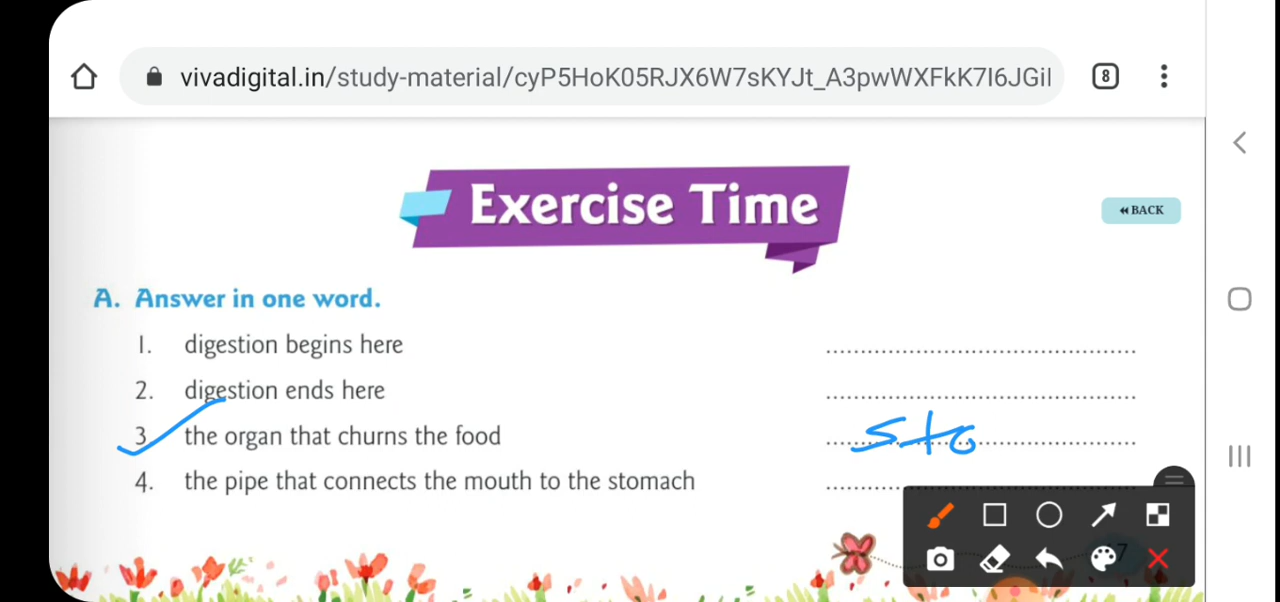 vivadigital.in/study-material/cyP5HoK05RJX6W7sKYJt_A3pwWXFkK7I6JGil
8
Exercise Time
BACK
A. Answer in one word.
1. digestion begins here ........................................................
2. digestion ends here ........................................................
3 the organ that churns the food ........................................................ sto
4. the pipe that connects the mouth to the stomach ..............